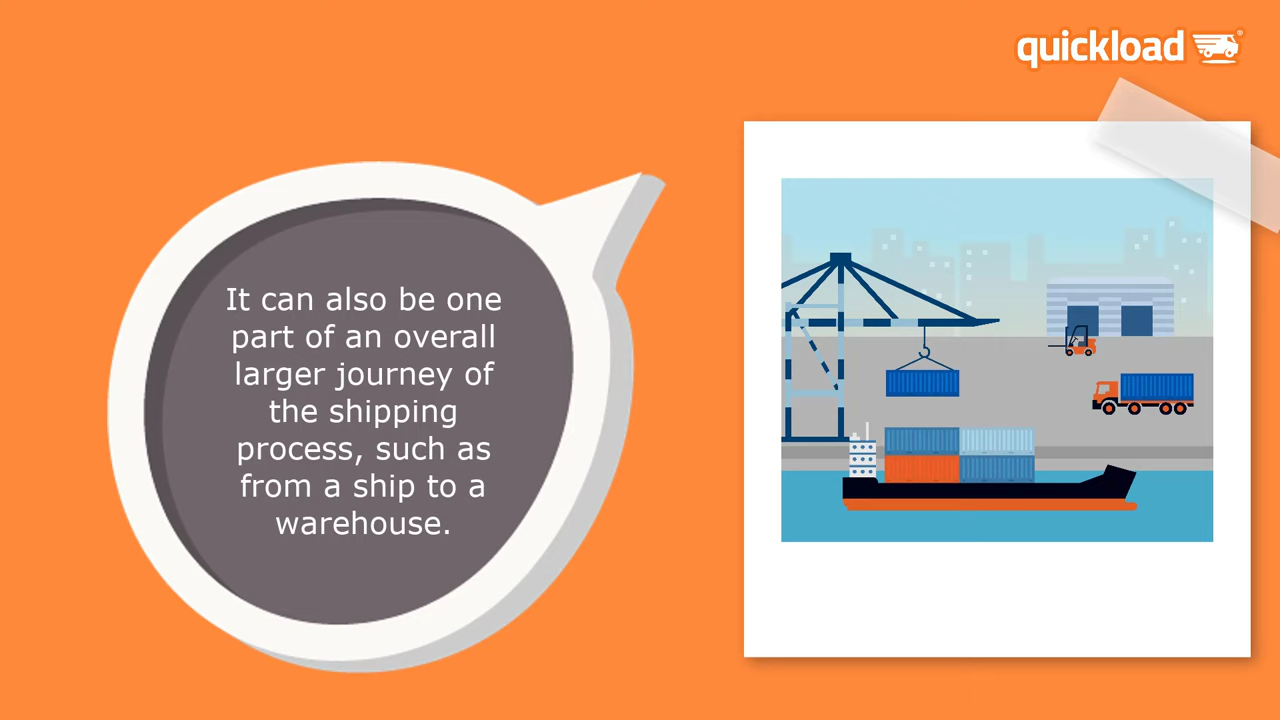 quickload
It can also be one
part of an overall
larger journey of
the shipping
process, such as
from a ship to a
warehouse.